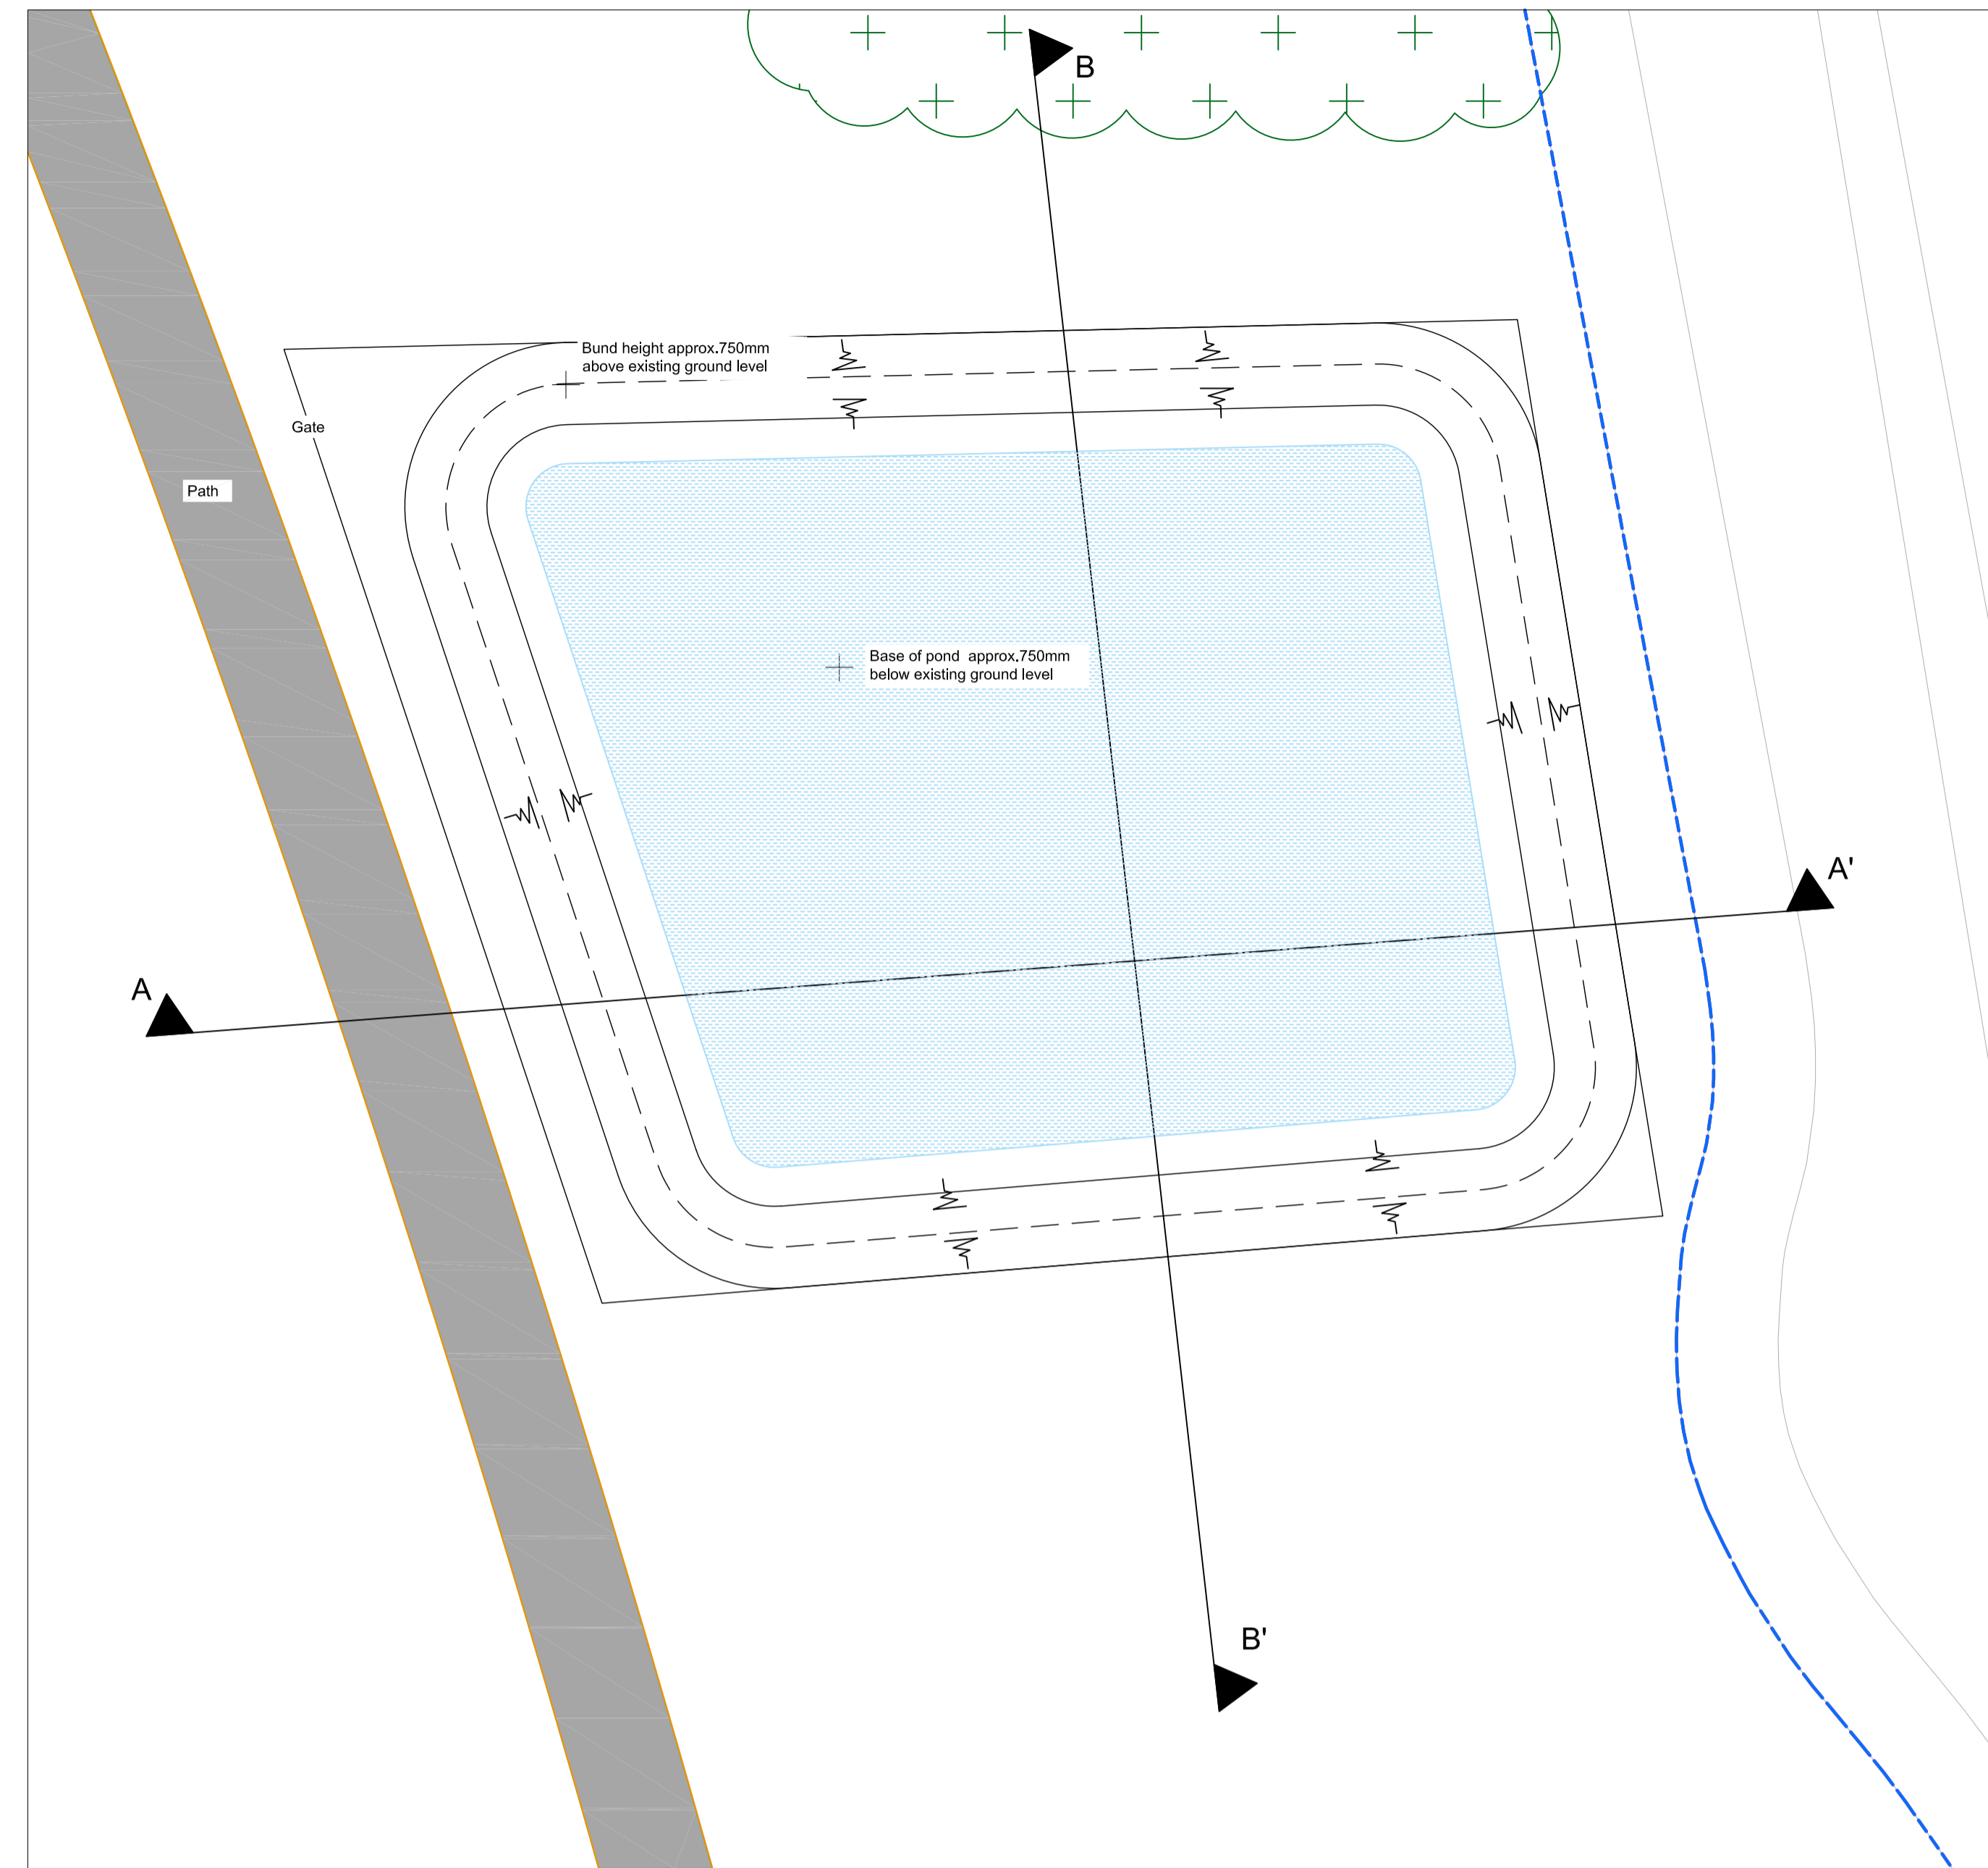 B
Bund height approx.750mm
above existing ground level
Gate
Path
Base of pond  approx.750mm
below existing ground level
A'
A
B'